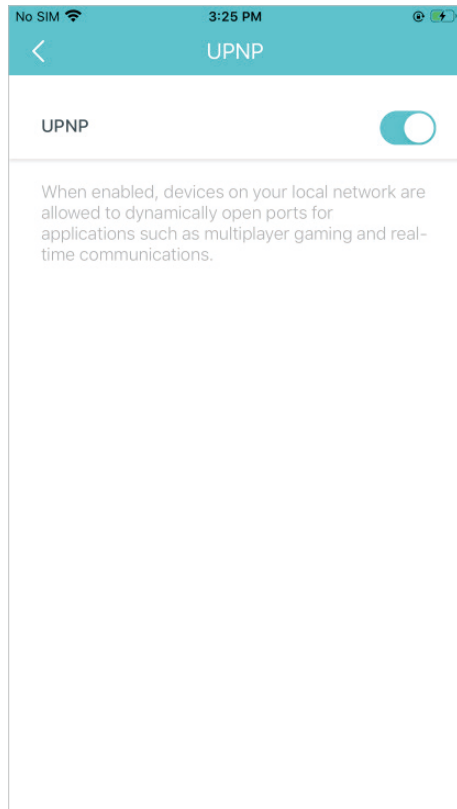 No SIM 3:25 PM
UPNP
UPNP
When enabled, devices on your local network are
allowed to dynamically open ports for
applications such as multiplayer gaming and real-
time communications.